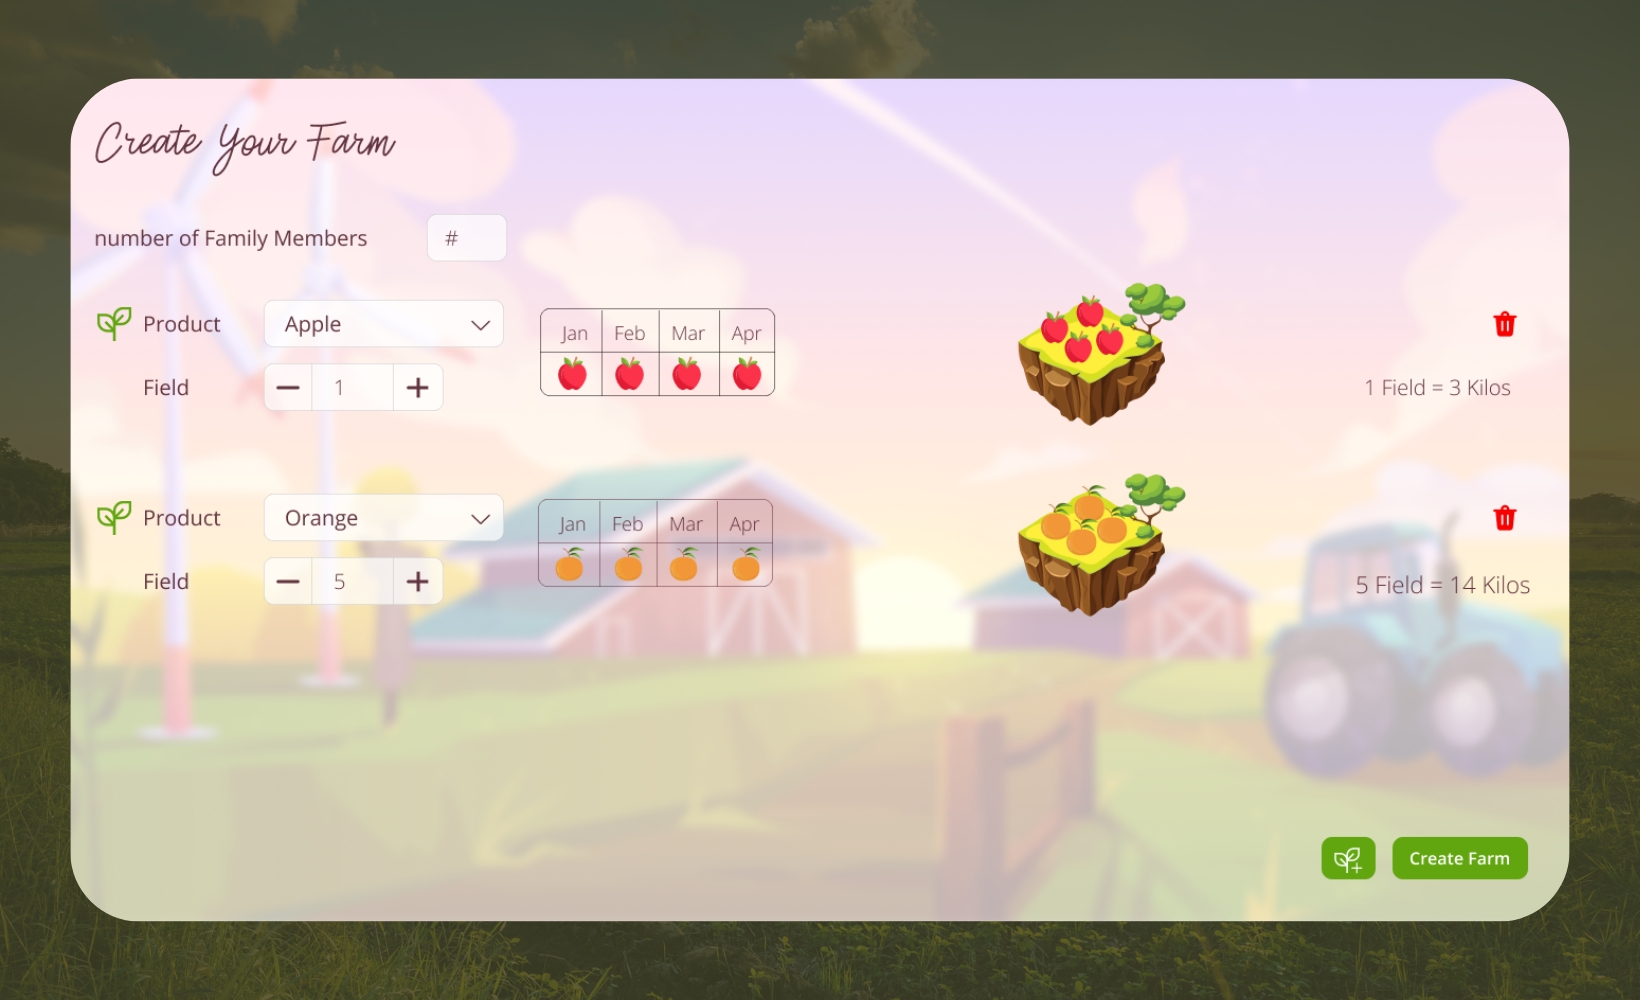 Create Your Farm
number of Family Members #
Product Apple
Jan Feb Mar Apr
Field 1
1 Field = 3 Kilos
Product Orange
Jan Feb Mar Apr
Field 5
5 Field = 14 Kilos
Create Farm